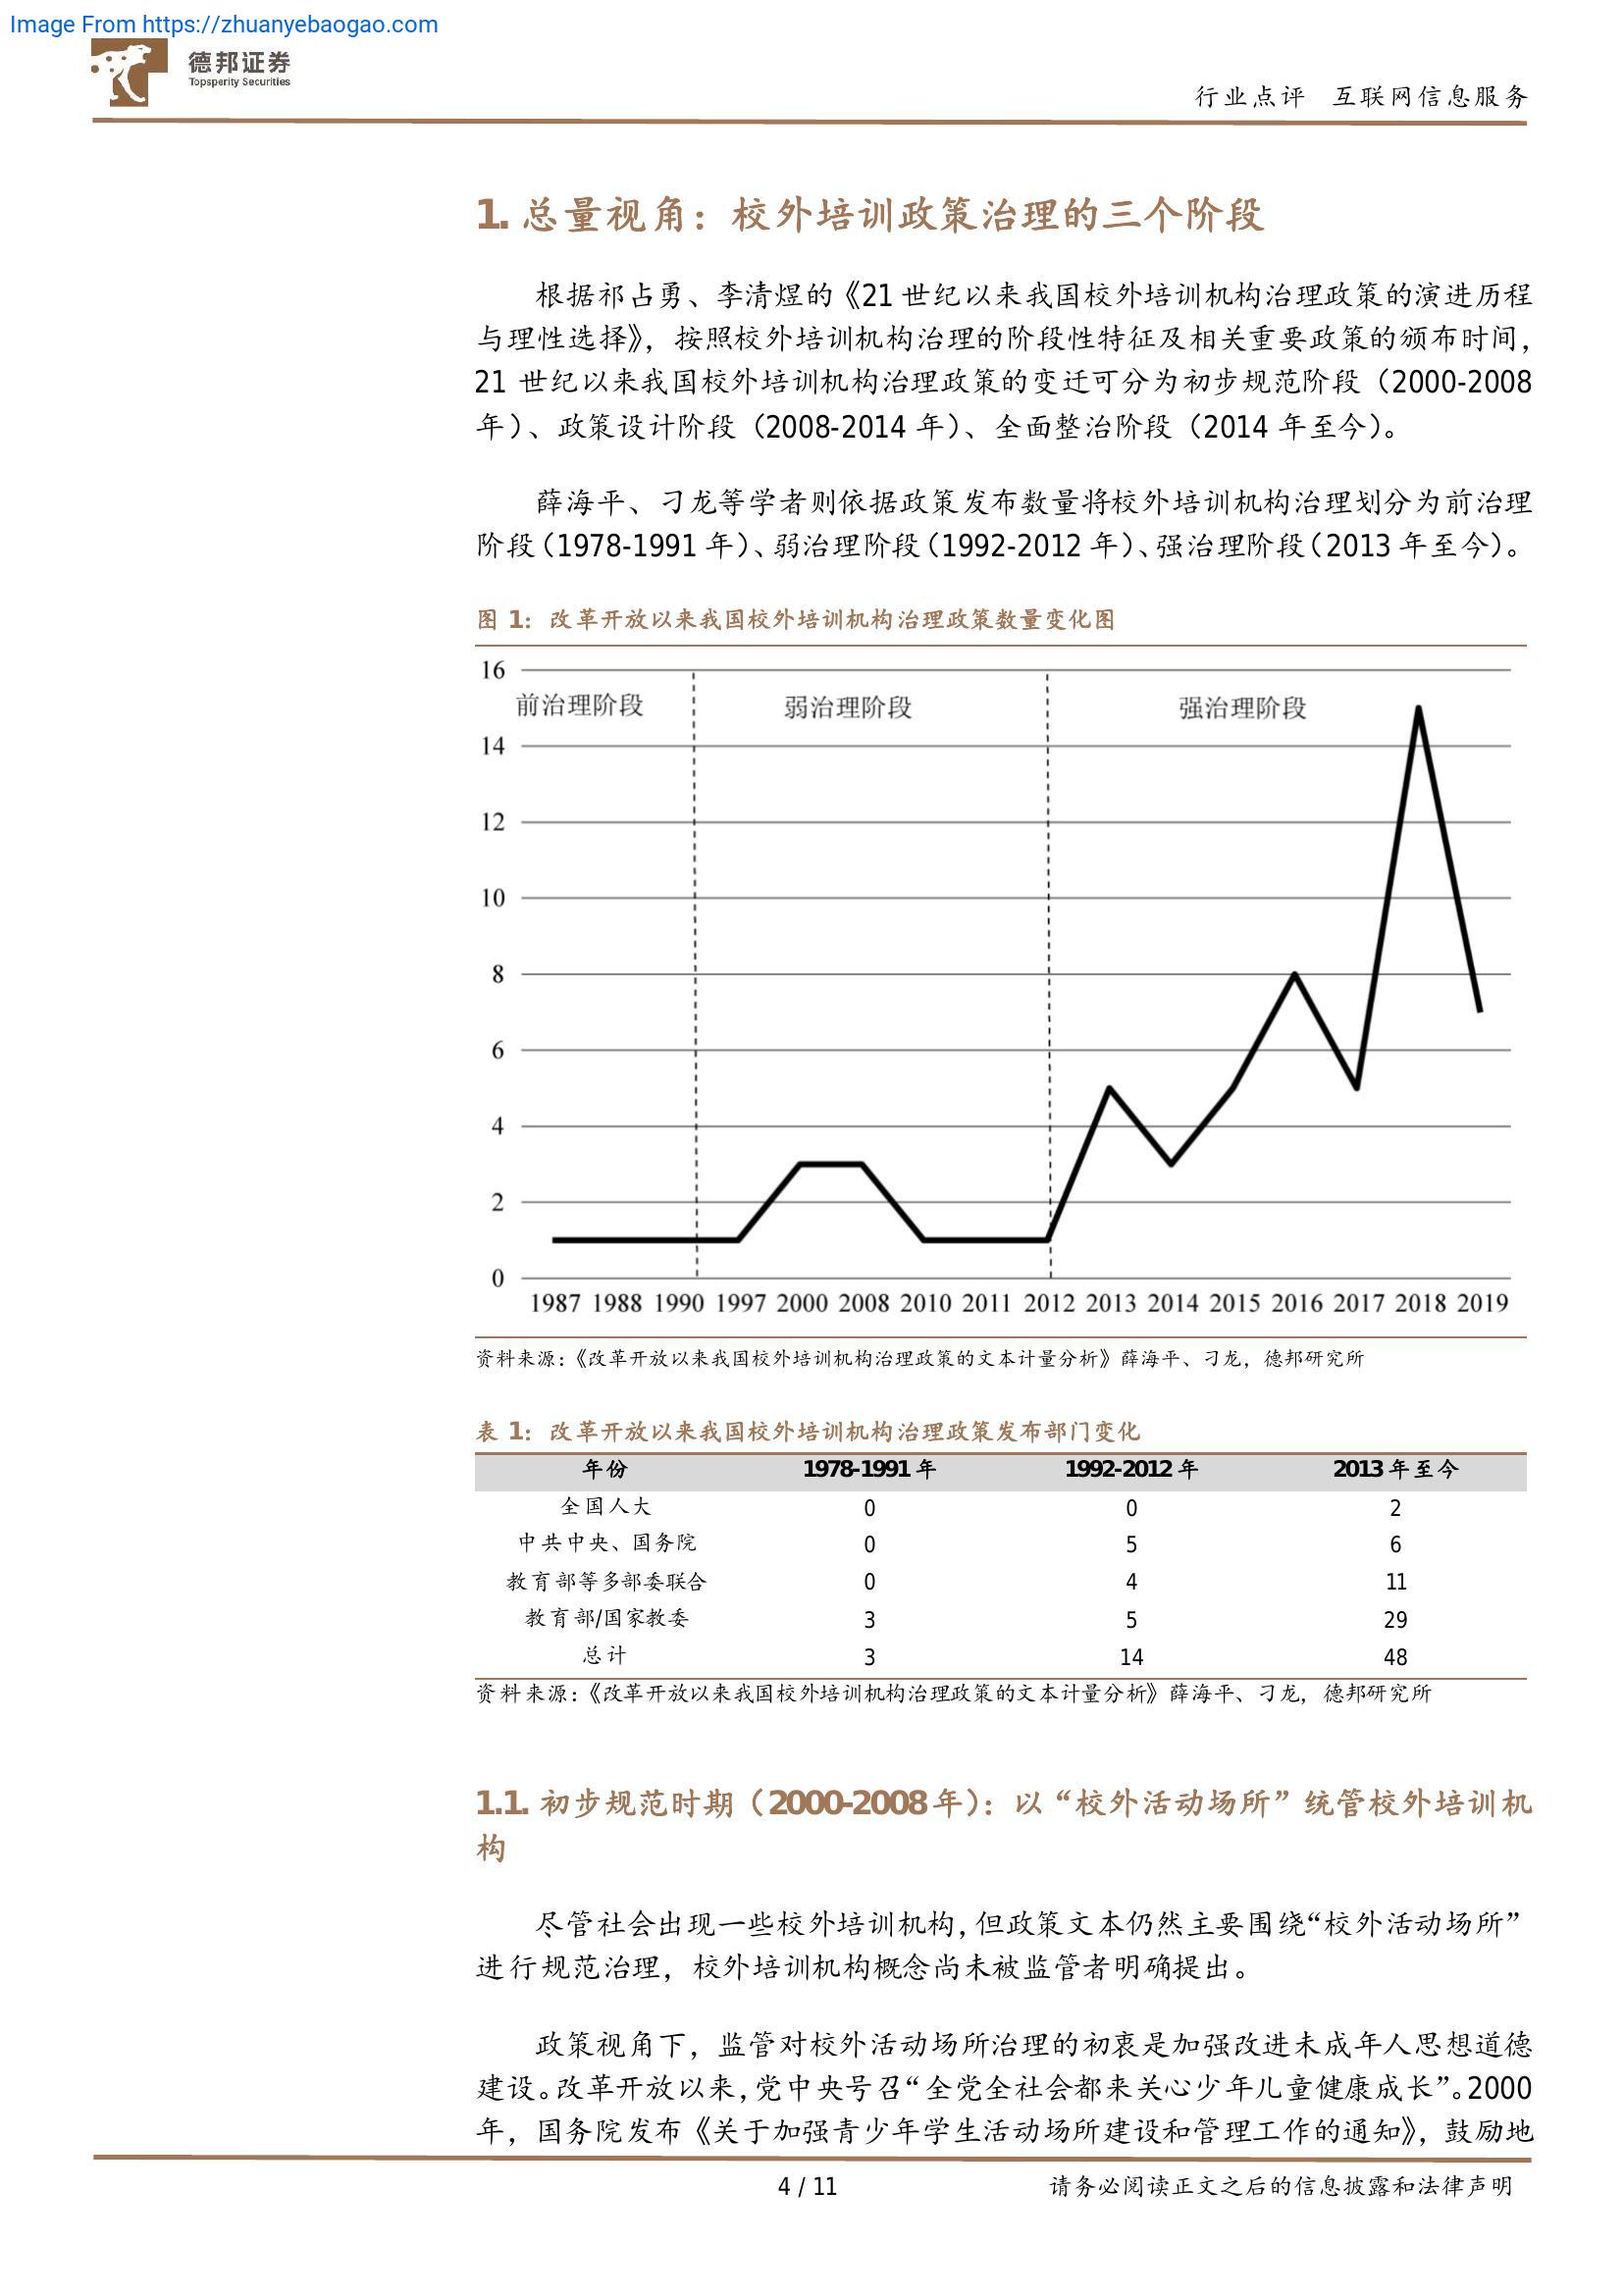 Image From https://zhuanyebaogao.com
德邦证券
Topsperity Securities
行业点评 互联网信息服务
1. 总量视角：校外培训政策治理的三个阶段
根据祁占勇、李清煜的《21 世纪以来我国校外培训机构治理政策的演进历程
与理性选择》，按照校外培训机构治理的阶段性特征及相关重要政策的颁布时间，
21 世纪以来我国校外培训机构治理政策的变迁可分为初步规范阶段（2000-2008
年）、政策设计阶段（2008-2014 年）、全面整治阶段（2014 年至今）。
薛海平、刁龙等学者则依据政策发布数量将校外培训机构治理划分为前治理
阶段（1978-1991 年）、弱治理阶段（1992-2012 年）、强治理阶段（2013 年至今）。
图 1：改革开放以来我国校外培训机构治理政策数量变化图
16
前治理阶段 弱治理阶段 强治理阶段
14
12
10
8
6
4
2
0
1987 1988 1990 1997 2000 2008 2010 2011 2012 2013 2014 2015 2016 2017 2018 2019
资料来源：《改革开放以来我国校外培训机构治理政策的文本计量分析》薛海平、刁龙，德邦研究所
表 1：改革开放以来我国校外培训机构治理政策发布部门变化
年份 1978-1991 年 1992-2012 年 2013 年至今
全国人大 0 0 2
中共中央、国务院 0 5 6
教育部等多部委联合 0 4 11
教育部/国家教委 3 5 29
总计 3 14 48
资料来源：《改革开放以来我国校外培训机构治理政策的文本计量分析》薛海平、刁龙，德邦研究所
1.1. 初步规范时期（2000-2008 年）：以“校外活动场所”统管校外培训机
构
尽管社会出现一些校外培训机构，但政策文本仍然主要围绕“校外活动场所”
进行规范治理，校外培训机构概念尚未被监管者明确提出。
政策视角下，监管对校外活动场所治理的初衷是加强改进未成年人思想道德
建设。改革开放以来，党中央号召“全党全社会都来关心少年儿童健康成长”。2000
年，国务院发布《关于加强青少年学生活动场所建设和管理工作的通知》，鼓励地
4 / 11
请务必阅读正文之后的信息披露和法律声明